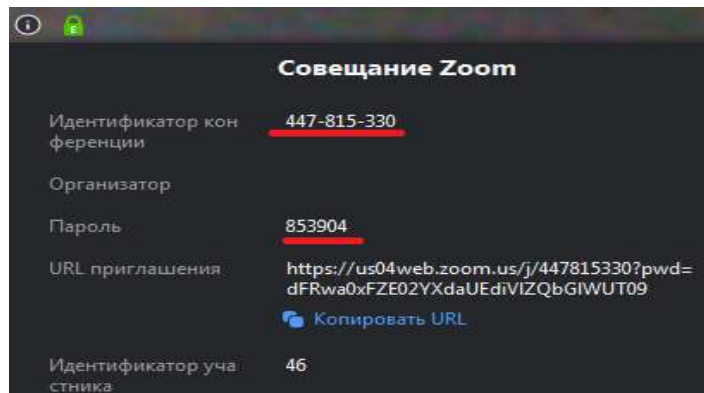 Совещание Zoom
Идентификатор кон
ференции
447-815-330
Организатор
Пароль
853904
URL приглашения
https://us04web.zoom.us/j/447815330?pwd=
dFRwa0xFZE02YXdaUEdiVlZQbGlWUT09
Копировать URL
Идентификатор уча
стника
46